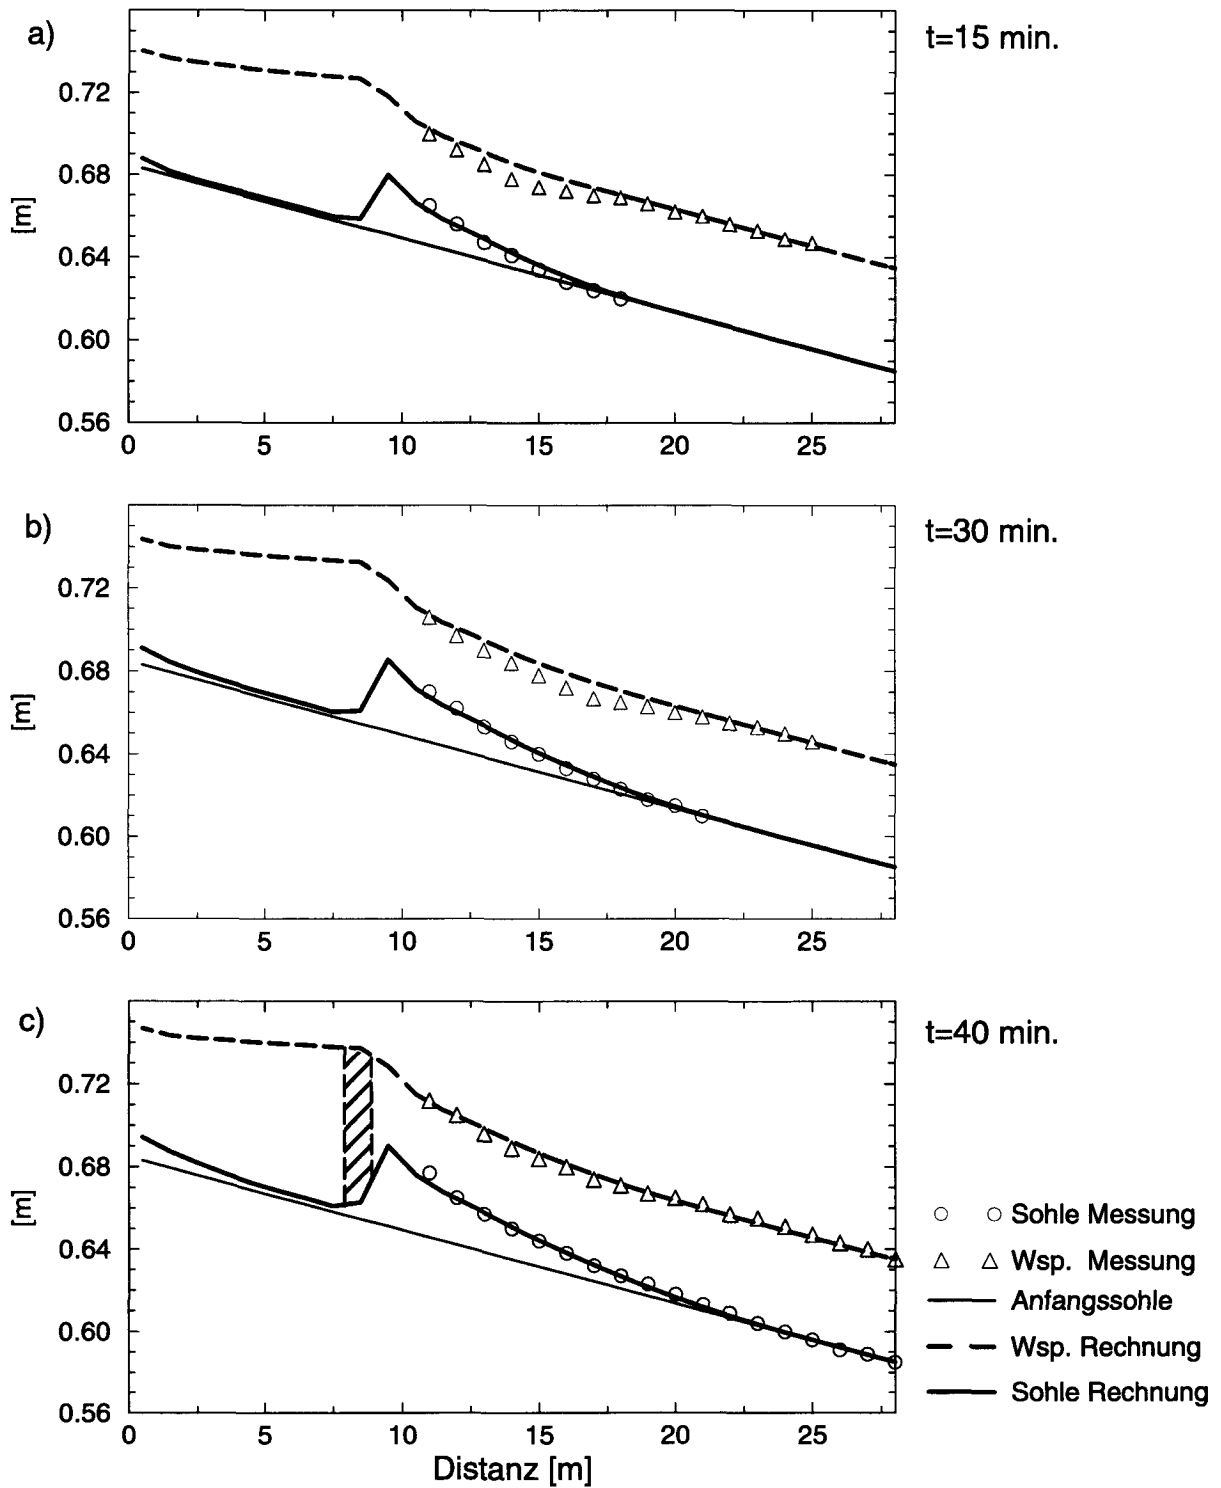 a)
t=15 min.
0.72
0.68
[m]
0.64
0.60
0.56
0 5 10 15 20 25
b)
t=30 min.
0.72
0.68
[m]
0.64
0.60
0.56
0 5 10 15 20 25
c)
t=40 min.
0.72
0.68
[m]
0.64
0.60
0.56
0 5 10 15 20 25
Distanz [m]
Sohle Messung
Wsp. Messung
Anfangssohle
Wsp. Rechnung
Sohle Rechnung